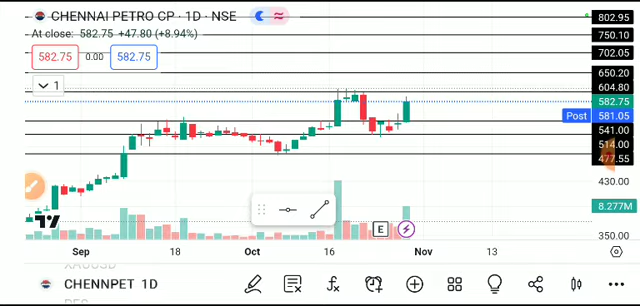 CHENNAI PETRO CP · 1D · NSE
At close: 582.75 +47.80 (+8.94%)
582.75 0.00 582.75
1
802.95
750.10
702.05
650.20
604.80
582.75
Post 581.05
541.00
514.00
477.55
430.00
8.277M
350.00
E
Sep 18 Oct 16 Nov 13
CHENNPET 1D